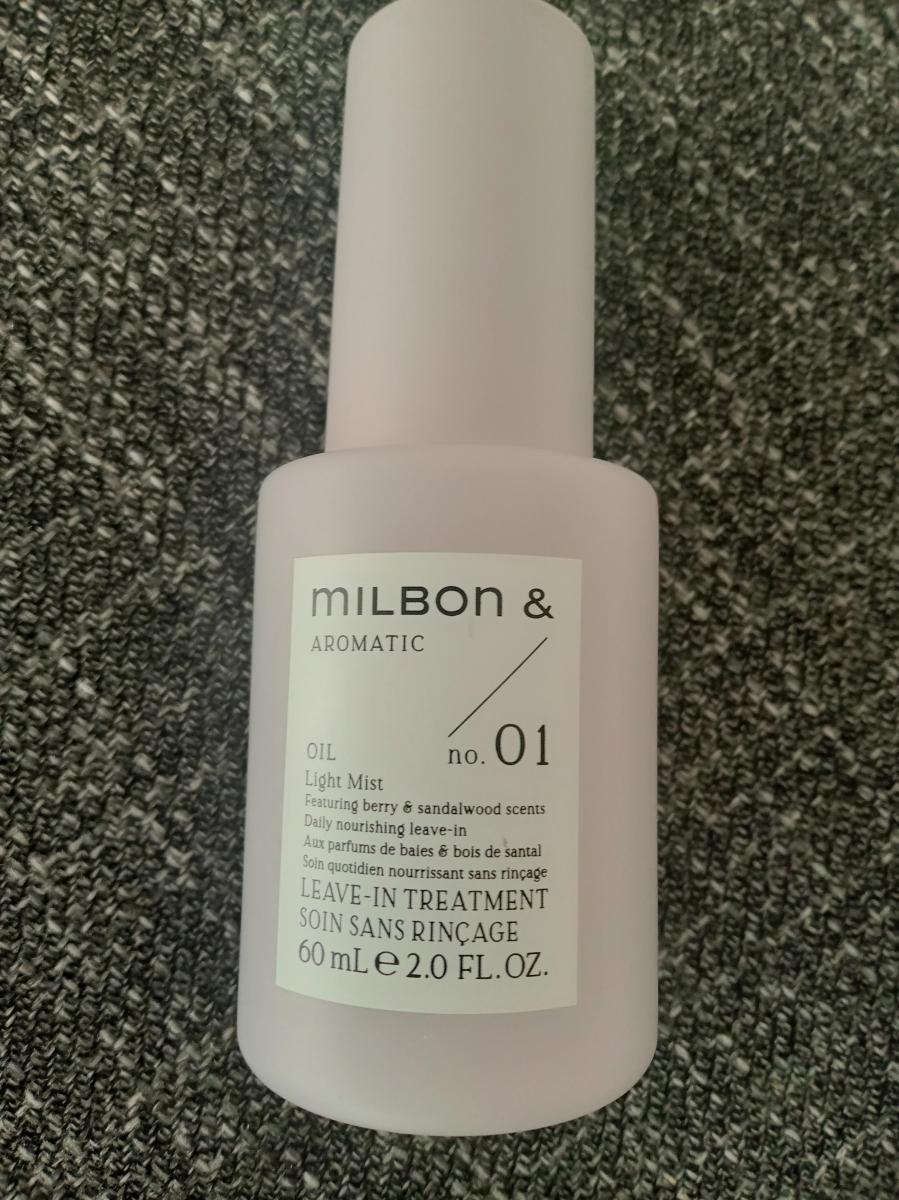 MILBON &
AROMATIC
no. 01
OIL
Light Mist
Featuring berry & sandalwood scents
Daily nourishing leave-in
Aux parfums de baies & bois de santal
Soin quotidien nourrissant sans rinçage
LEAVE-IN TREATMENT
SOIN SANS RINÇAGE
60 mL ℮ 2.0 FL. OZ.